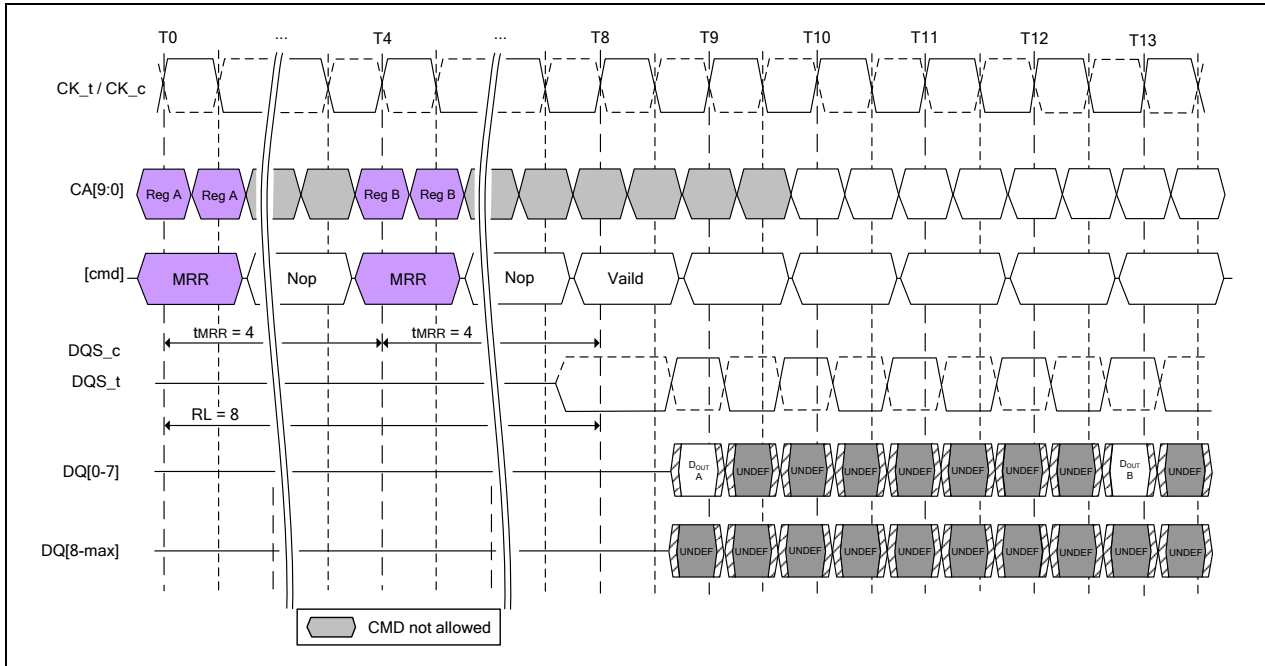 T0 ... T4 ... T8 T9 T10 T11 T12 T13
CK_t / CK_c
CA[9:0] Reg A Reg A Reg B Reg B
[cmd] MRR Nop MRR Nop Vaild
tMRR = 4 tMRR = 4
DQS_c
DQS_t
RL = 8
DQ[0-7] DOUT A UNDEF UNDEF UNDEF UNDEF UNDEF UNDEF UNDEF DOUT B UNDEF
DQ[8-max] UNDEF UNDEF UNDEF UNDEF UNDEF UNDEF UNDEF UNDEF UNDEF UNDEF
CMD not allowed